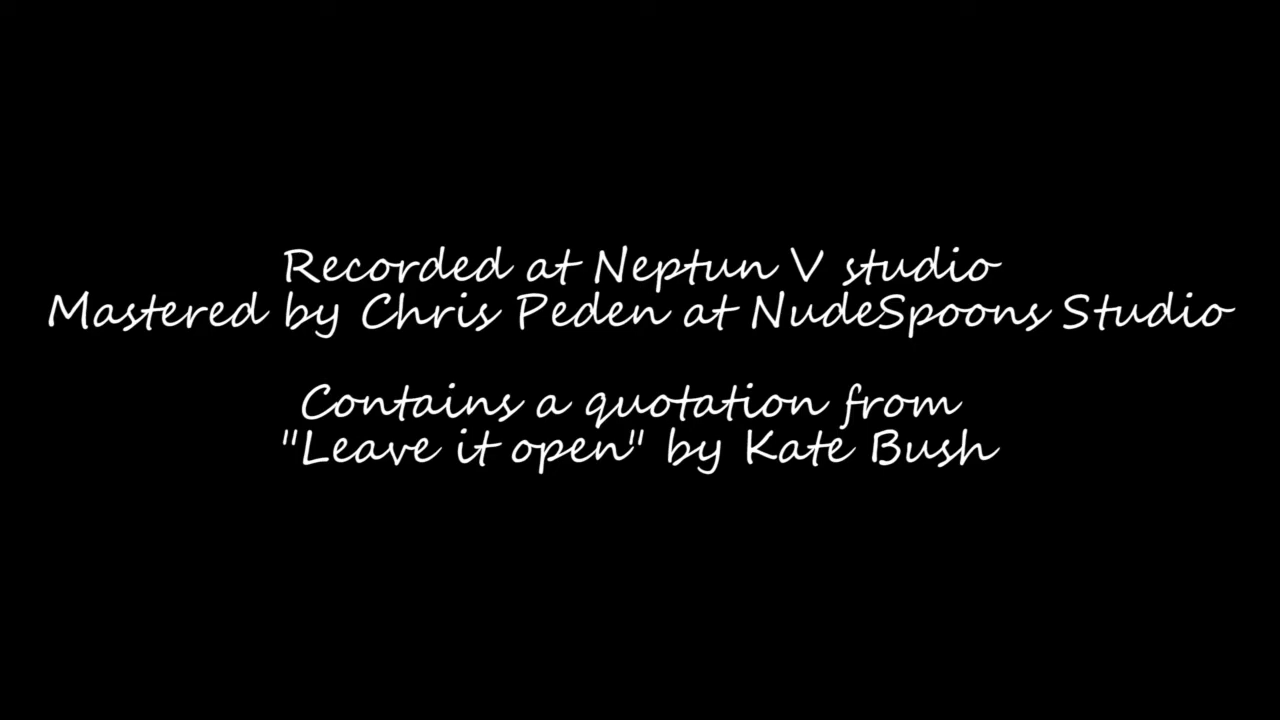 Recorded at Neptun V studio
Mastered by Chris Peden at NudeSpoons Studio
Contains a quotation from
"Leave it open" by Kate Bush